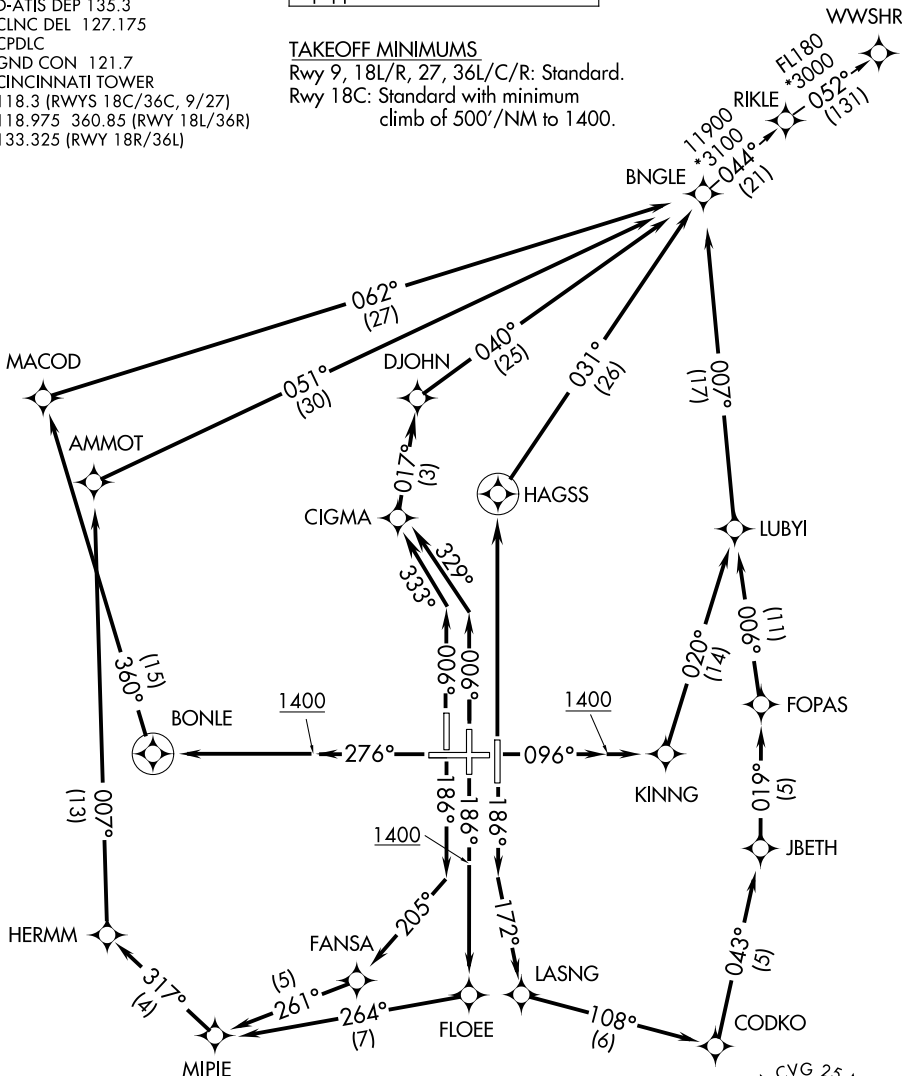 D-ATIS DEP 135.3
CLNC DEL 127.175
CPDLC
GND CON 121.7
CINCINNATI TOWER
118.3 (RWYS 18C/36C, 9/27)
118.975 360.85 (RWY 18L/36R)
133.325 (RWY 18R/36L)
TAKEOFF MINIMUMS
Rwy 9, 18L/R, 27, 36L/C/R: Standard.
Rwy 18C: Standard with minimum
climb of 500'/NM to 1400.
WWSHR
FL180
*3000
052°
(131)
RIKLE
11900
*3100
044°
(21)
BNGLE
062°
(27)
MACOD
051°
(30)
DJOHN
040°
(25)
031°
(26)
007°
(17)
AMMOT
017°
(3)
HAGSS
CIGMA
LUBYI
329°
333°
006°
006°
020°
(14)
006°
(11)
(15)
360°
BONLE
1400
276°
1400
096°
FOPAS
KINNG
019°
(5)
007°
(13)
186°
186°
186°
1400
JBETH
205°
172°
HERMM
FANSA
043°
(5)
317°
(4)
(5)
261°
264°
(7)
FLOEE
LASNG
108°
(6)
CODKO
MIPIE